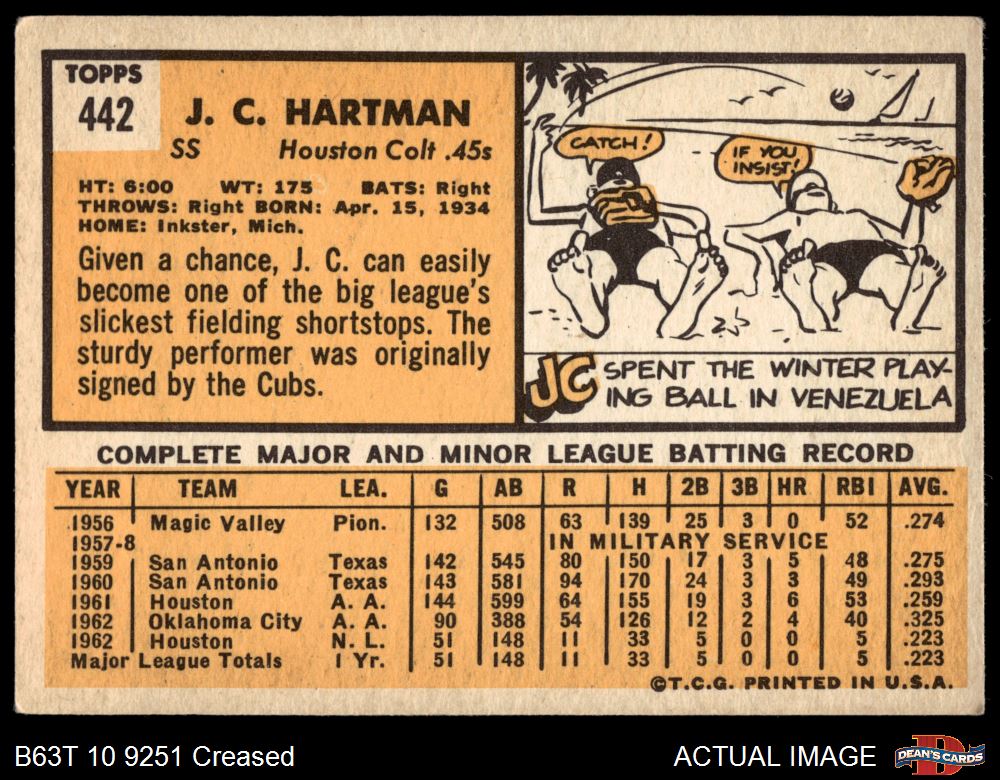 TOPPS
442
J. C. HARTMAN
SS Houston Colt .45s
HT: 6:00 WT: 175 BATS: Right
THROWS: Right BORN: Apr. 15, 1934
HOME: Inkster, Mich.
Given a chance, J. C. can easily
become one of the big league's
slickest fielding shortstops. The
sturdy performer was originally
signed by the Cubs.
CATCH!
IF YOU
INSIST!
JC SPENT THE WINTER PLAY-
ING BALL IN VENEZUELA
COMPLETE MAJOR AND MINOR LEAGUE BATTING RECORD
YEAR TEAM LEA. G AB R H 2B 3B HR RBI AVG.
1956 Magic Valley Pion. 132 508 63 139 25 3 0 52 .274
1957-8 IN MILITARY SERVICE
1959 San Antonio Texas 142 545 80 150 17 3 5 48 .275
1960 San Antonio Texas 143 581 94 170 24 3 3 49 .293
1961 Houston A. A. 144 599 64 155 19 3 6 53 .259
1962 Oklahoma City A. A. 90 388 54 126 12 2 4 40 .325
1962 Houston N. L. 51 148 11 33 5 0 0 5 .223
Major League Totals 1 Yr. 51 148 11 33 5 0 0 5 .223
©T.C.G. PRINTED IN U.S.A.
B63T 10 9251 Creased
ACTUAL IMAGE
DEAN'S CARDS